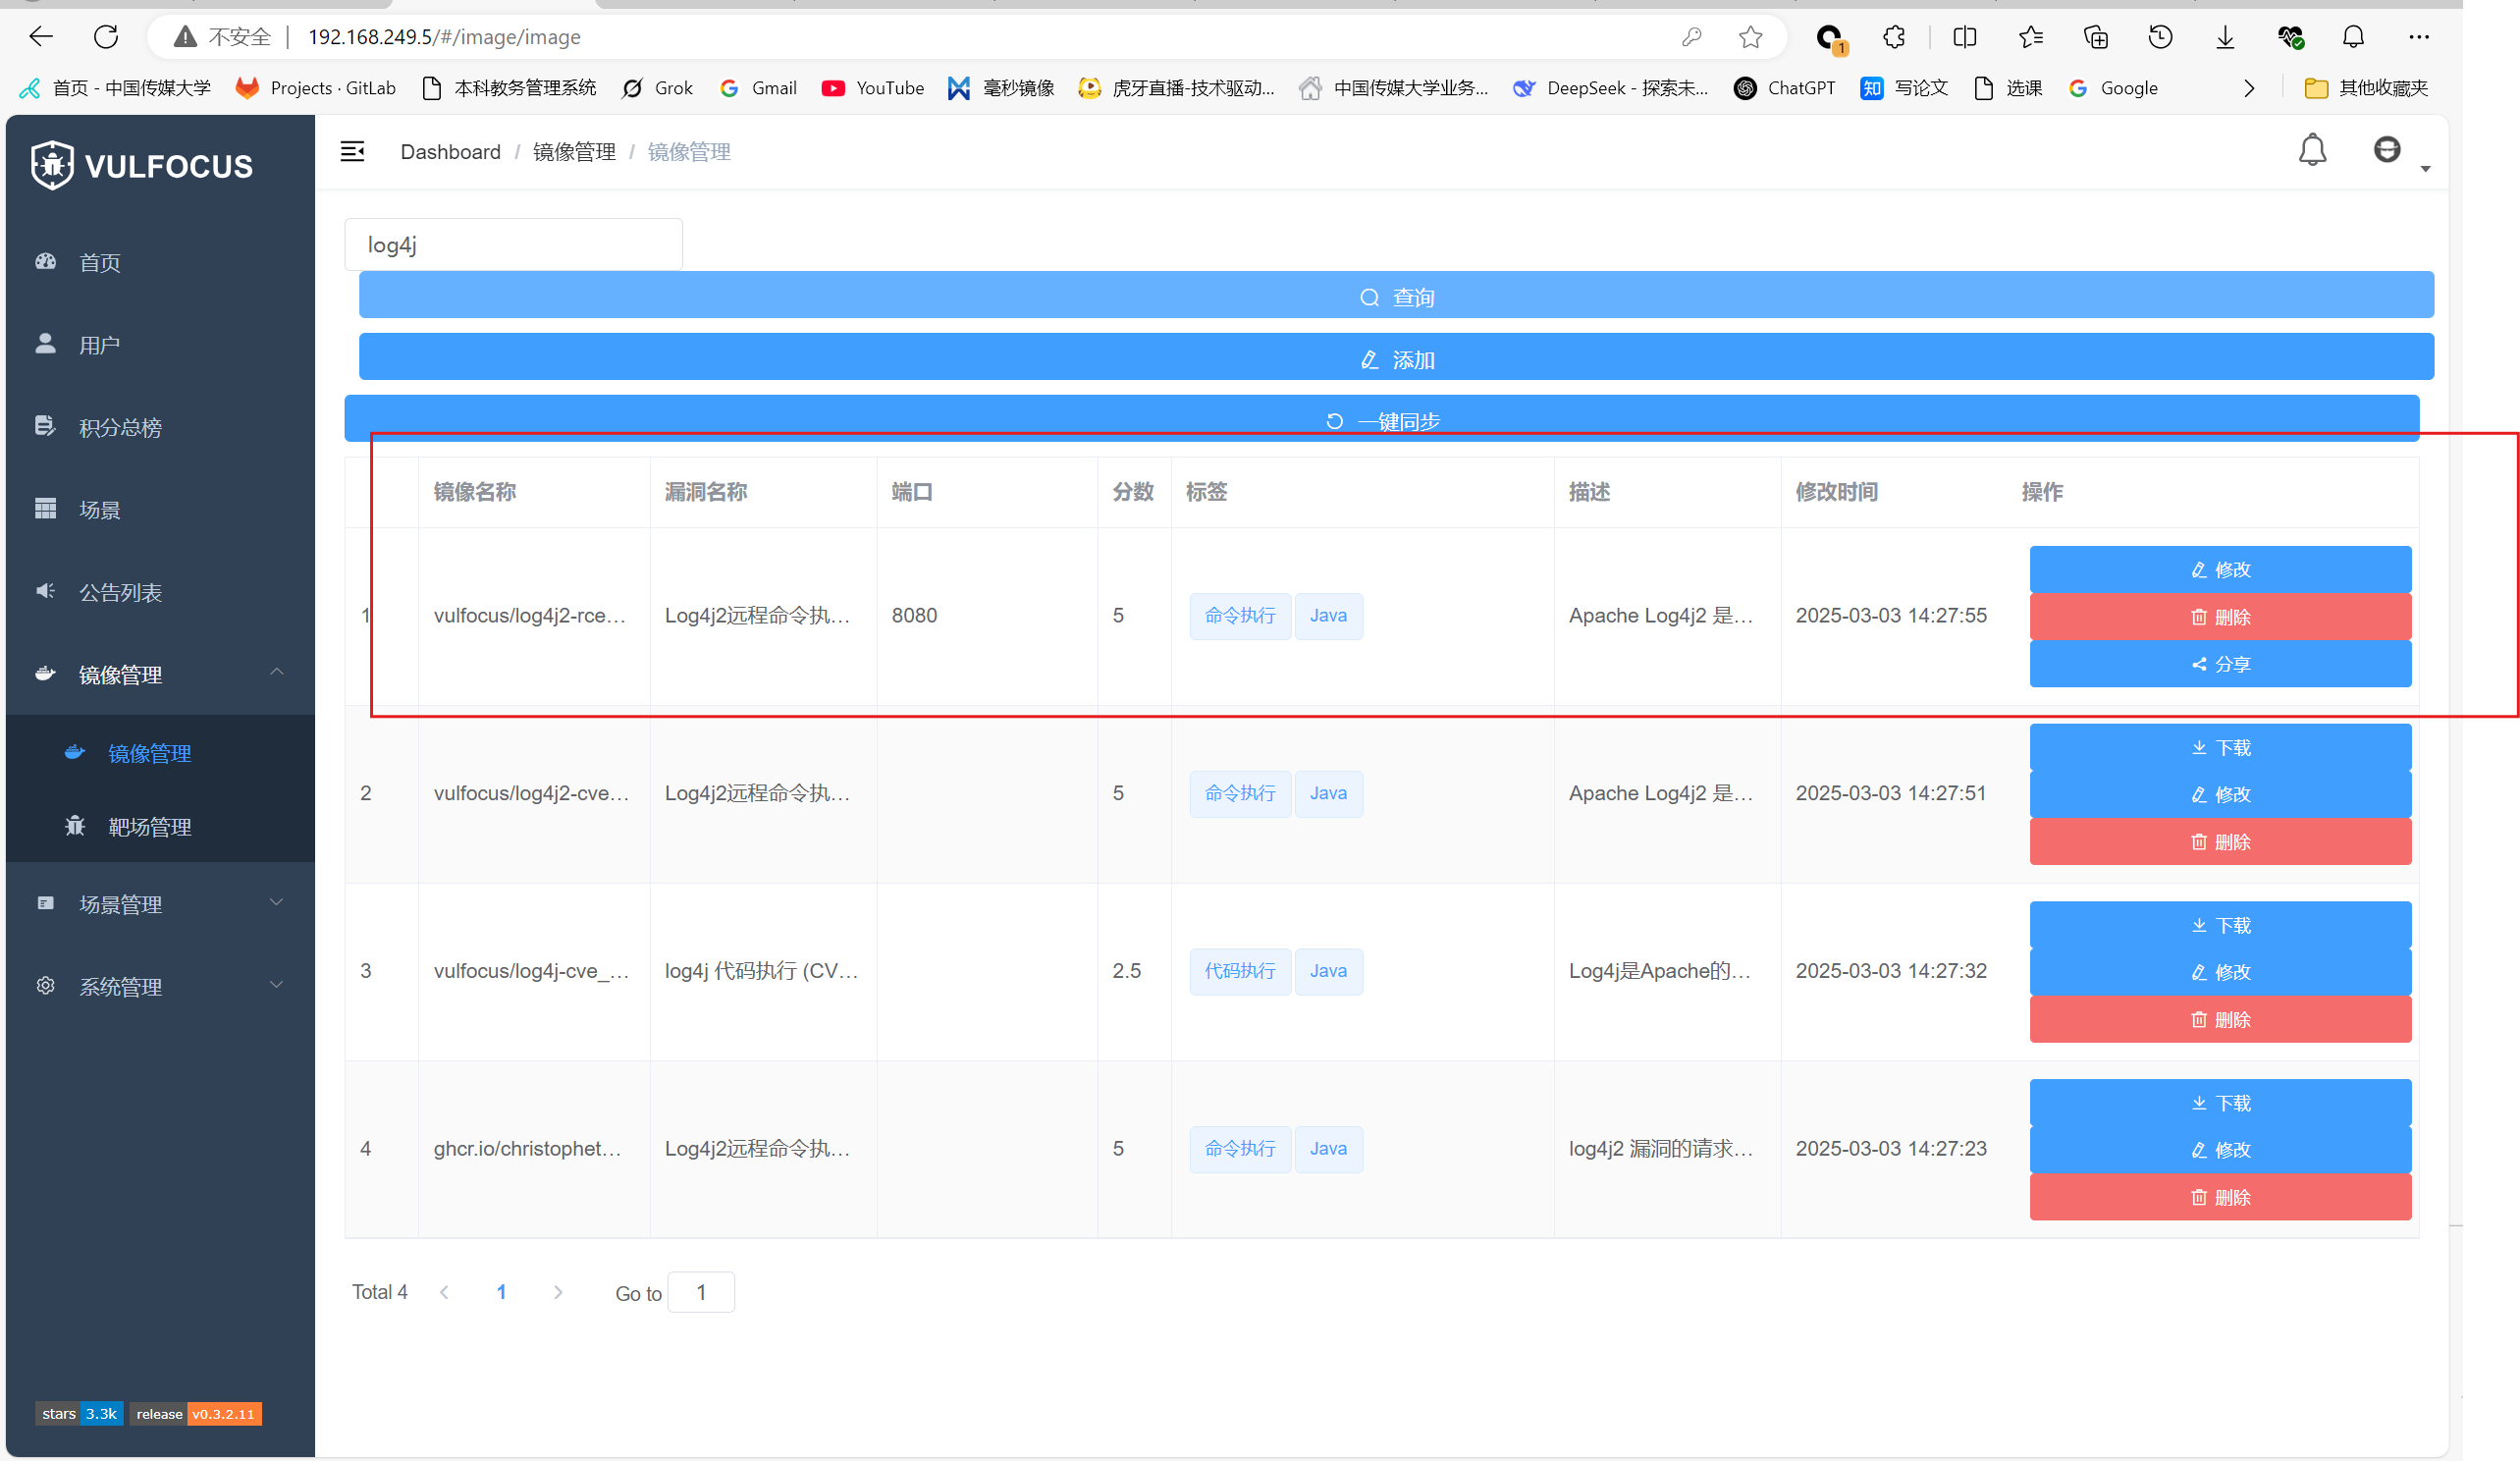 不安全 192.168.249.5/#/image/image 1
首页 - 中国传媒大学 Projects · GitLab 本科教务管理系统 Grok Gmail YouTube 毫秒镜像 虎牙直播-技术驱动... 中国传媒大学业务... DeepSeek - 探索未... ChatGPT 知 写论文 选课 Google 其他收藏夹
VULFOCUS
首页
用户
积分总榜
场景
公告列表
镜像管理
镜像管理
靶场管理
场景管理
系统管理
stars 3.3k release v0.3.2.11
Dashboard / 镜像管理 / 镜像管理
log4j
查询
添加
一键同步
镜像名称 漏洞名称 端口 分数 标签 描述 修改时间 操作
1 vulfocus/log4j2-rce... Log4j2远程命令执... 8080 5 命令执行 Java Apache Log4j2 是... 2025-03-03 14:27:55
修改
删除
分享
2 vulfocus/log4j2-cve... Log4j2远程命令执... 5 命令执行 Java Apache Log4j2 是... 2025-03-03 14:27:51
下载
修改
删除
3 vulfocus/log4j-cve_... log4j 代码执行 (CV... 2.5 代码执行 Java Log4j是Apache的... 2025-03-03 14:27:32
下载
修改
删除
4 ghcr.io/christophet... Log4j2远程命令执... 5 命令执行 Java log4j2 漏洞的请求... 2025-03-03 14:27:23
下载
修改
删除
Total 4 1 Go to 1